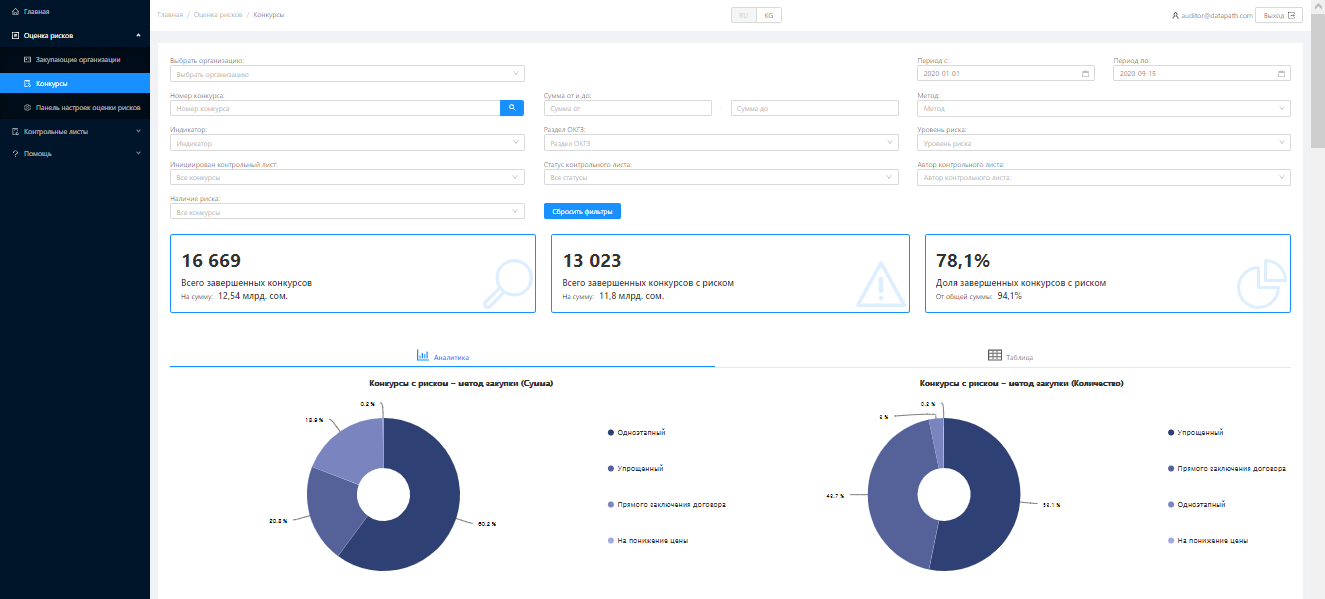 Главная
Оценка рисков
Закупающие организации
Конкурсы
Панель настроек оценки рисков
Контрольные листы
Помощь
Главная / Оценка рисков / Конкурсы
RU KG
auditor@datapath.com Выход
Выбрать организацию: Период с: Период по:
Выбрать организацию 2020-01-01 2020-09-15
Номер конкурса: Сумма от и до: Метод:
Номер конкурса Сумма от - Сумма до Метод
Индикатор: Раздел ОКГЗ: Уровень риска:
Индикатор Раздел ОКГЗ Уровень риска
Инициирован контрольный лист: Статус контрольного листа: Автор контрольного листа:
Все конкурсы Все статусы Автор контрольного листа:
Наличие риска:
Все конкурсы Сбросить фильтры
16 669 13 023 78,1%
Всего завершенных конкурсов Всего завершенных конкурсов с риском Доля завершенных конкурсов с риском
На сумму: 12,54 млрд. сом. На сумму: 11,8 млрд. сом. От общей суммы: 94,1%
Аналитика Таблица
Конкурсы с риском – метод закупки (Сумма) Конкурсы с риском – метод закупки (Количество)
0.2 %
18.9 %
20.8 %
60.2 %
Одноэтапный
Упрощенный
Прямого заключения договора
На понижение цены
0.2 %
Упрощенный
Прямого заключения договора
Одноэтапный
На понижение цены